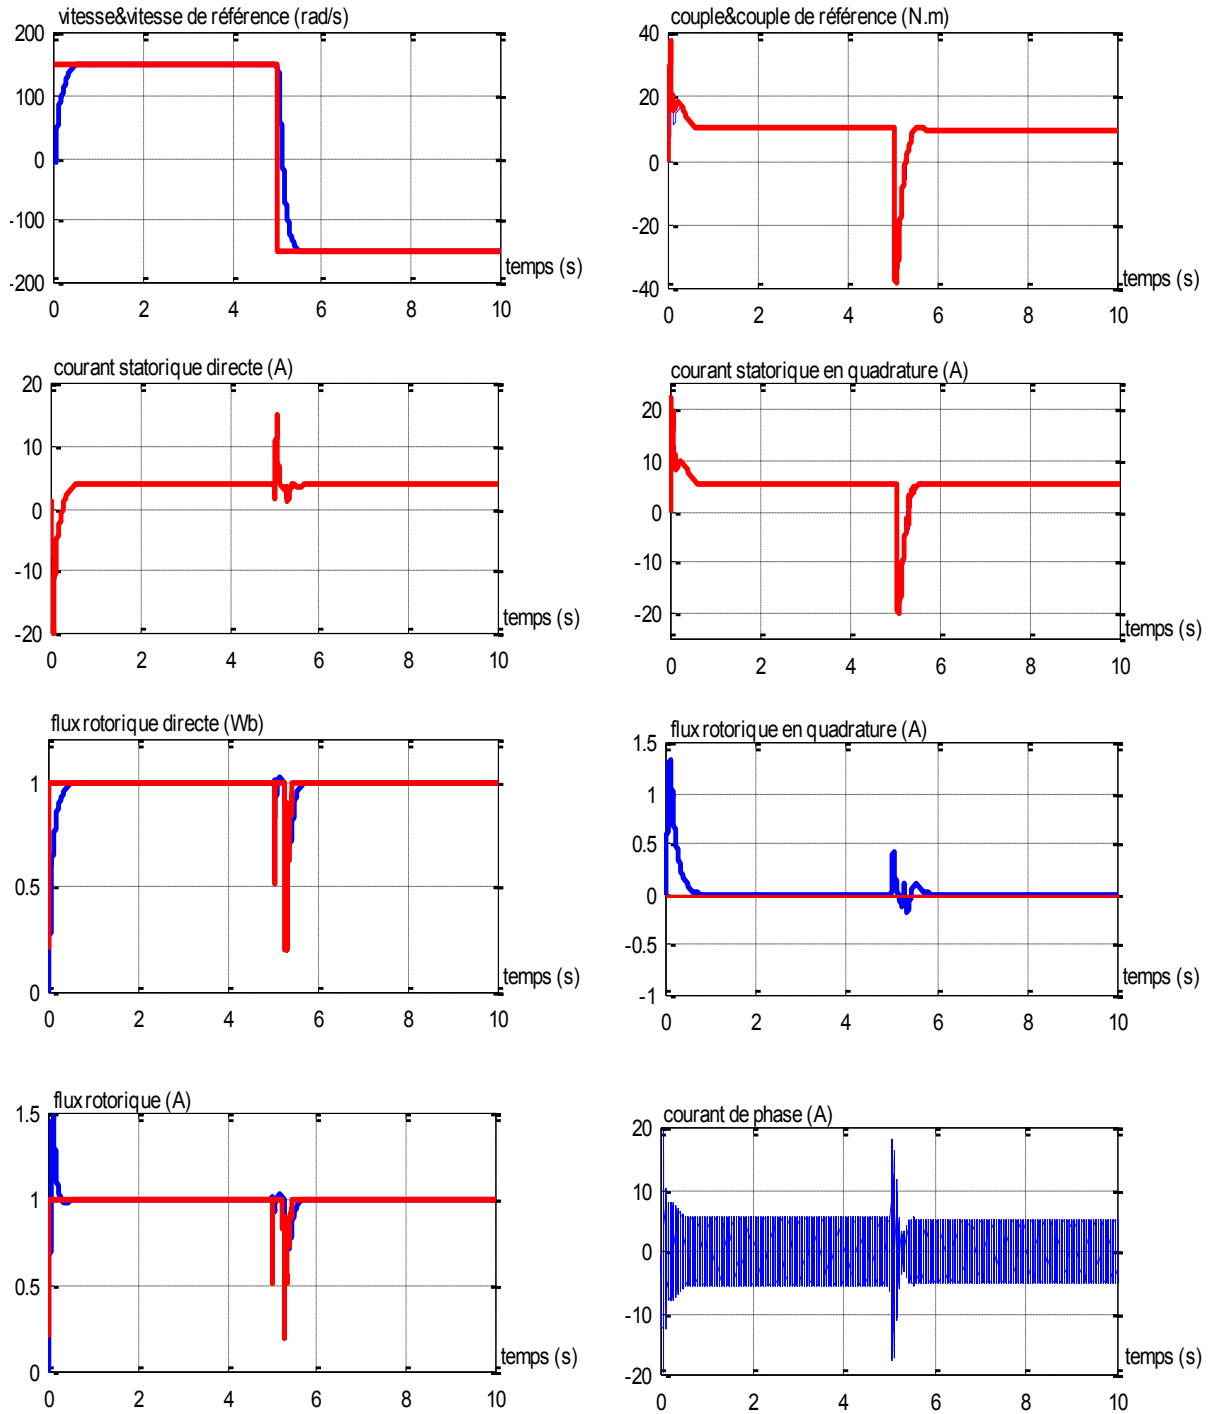 vitesse&vitesse de référence (rad/s)
200
100
0
-100
-200
0 2 4 6 8 10
temps (s)
couple&couple de référence (N.m)
40
20
0
-20
-40
0 2 4 6 8 10
temps (s)
courant statorique directe (A)
20
10
0
-10
-20
0 2 4 6 8 10
temps (s)
courant statorique en quadrature (A)
20
10
0
-10
-20
0 2 4 6 8 10
temps (s)
flux rotorique directe (Wb)
1
0.5
0
0 2 4 6 8 10
temps (s)
flux rotorique en quadrature (A)
1.5
1
0.5
0
-0.5
-1
0 2 4 6 8 10
temps (s)
flux rotorique (A)
1.5
1
0.5
0
0 2 4 6 8 10
temps (s)
courant de phase (A)
20
10
0
-10
-20
0 2 4 6 8 10
temps (s)